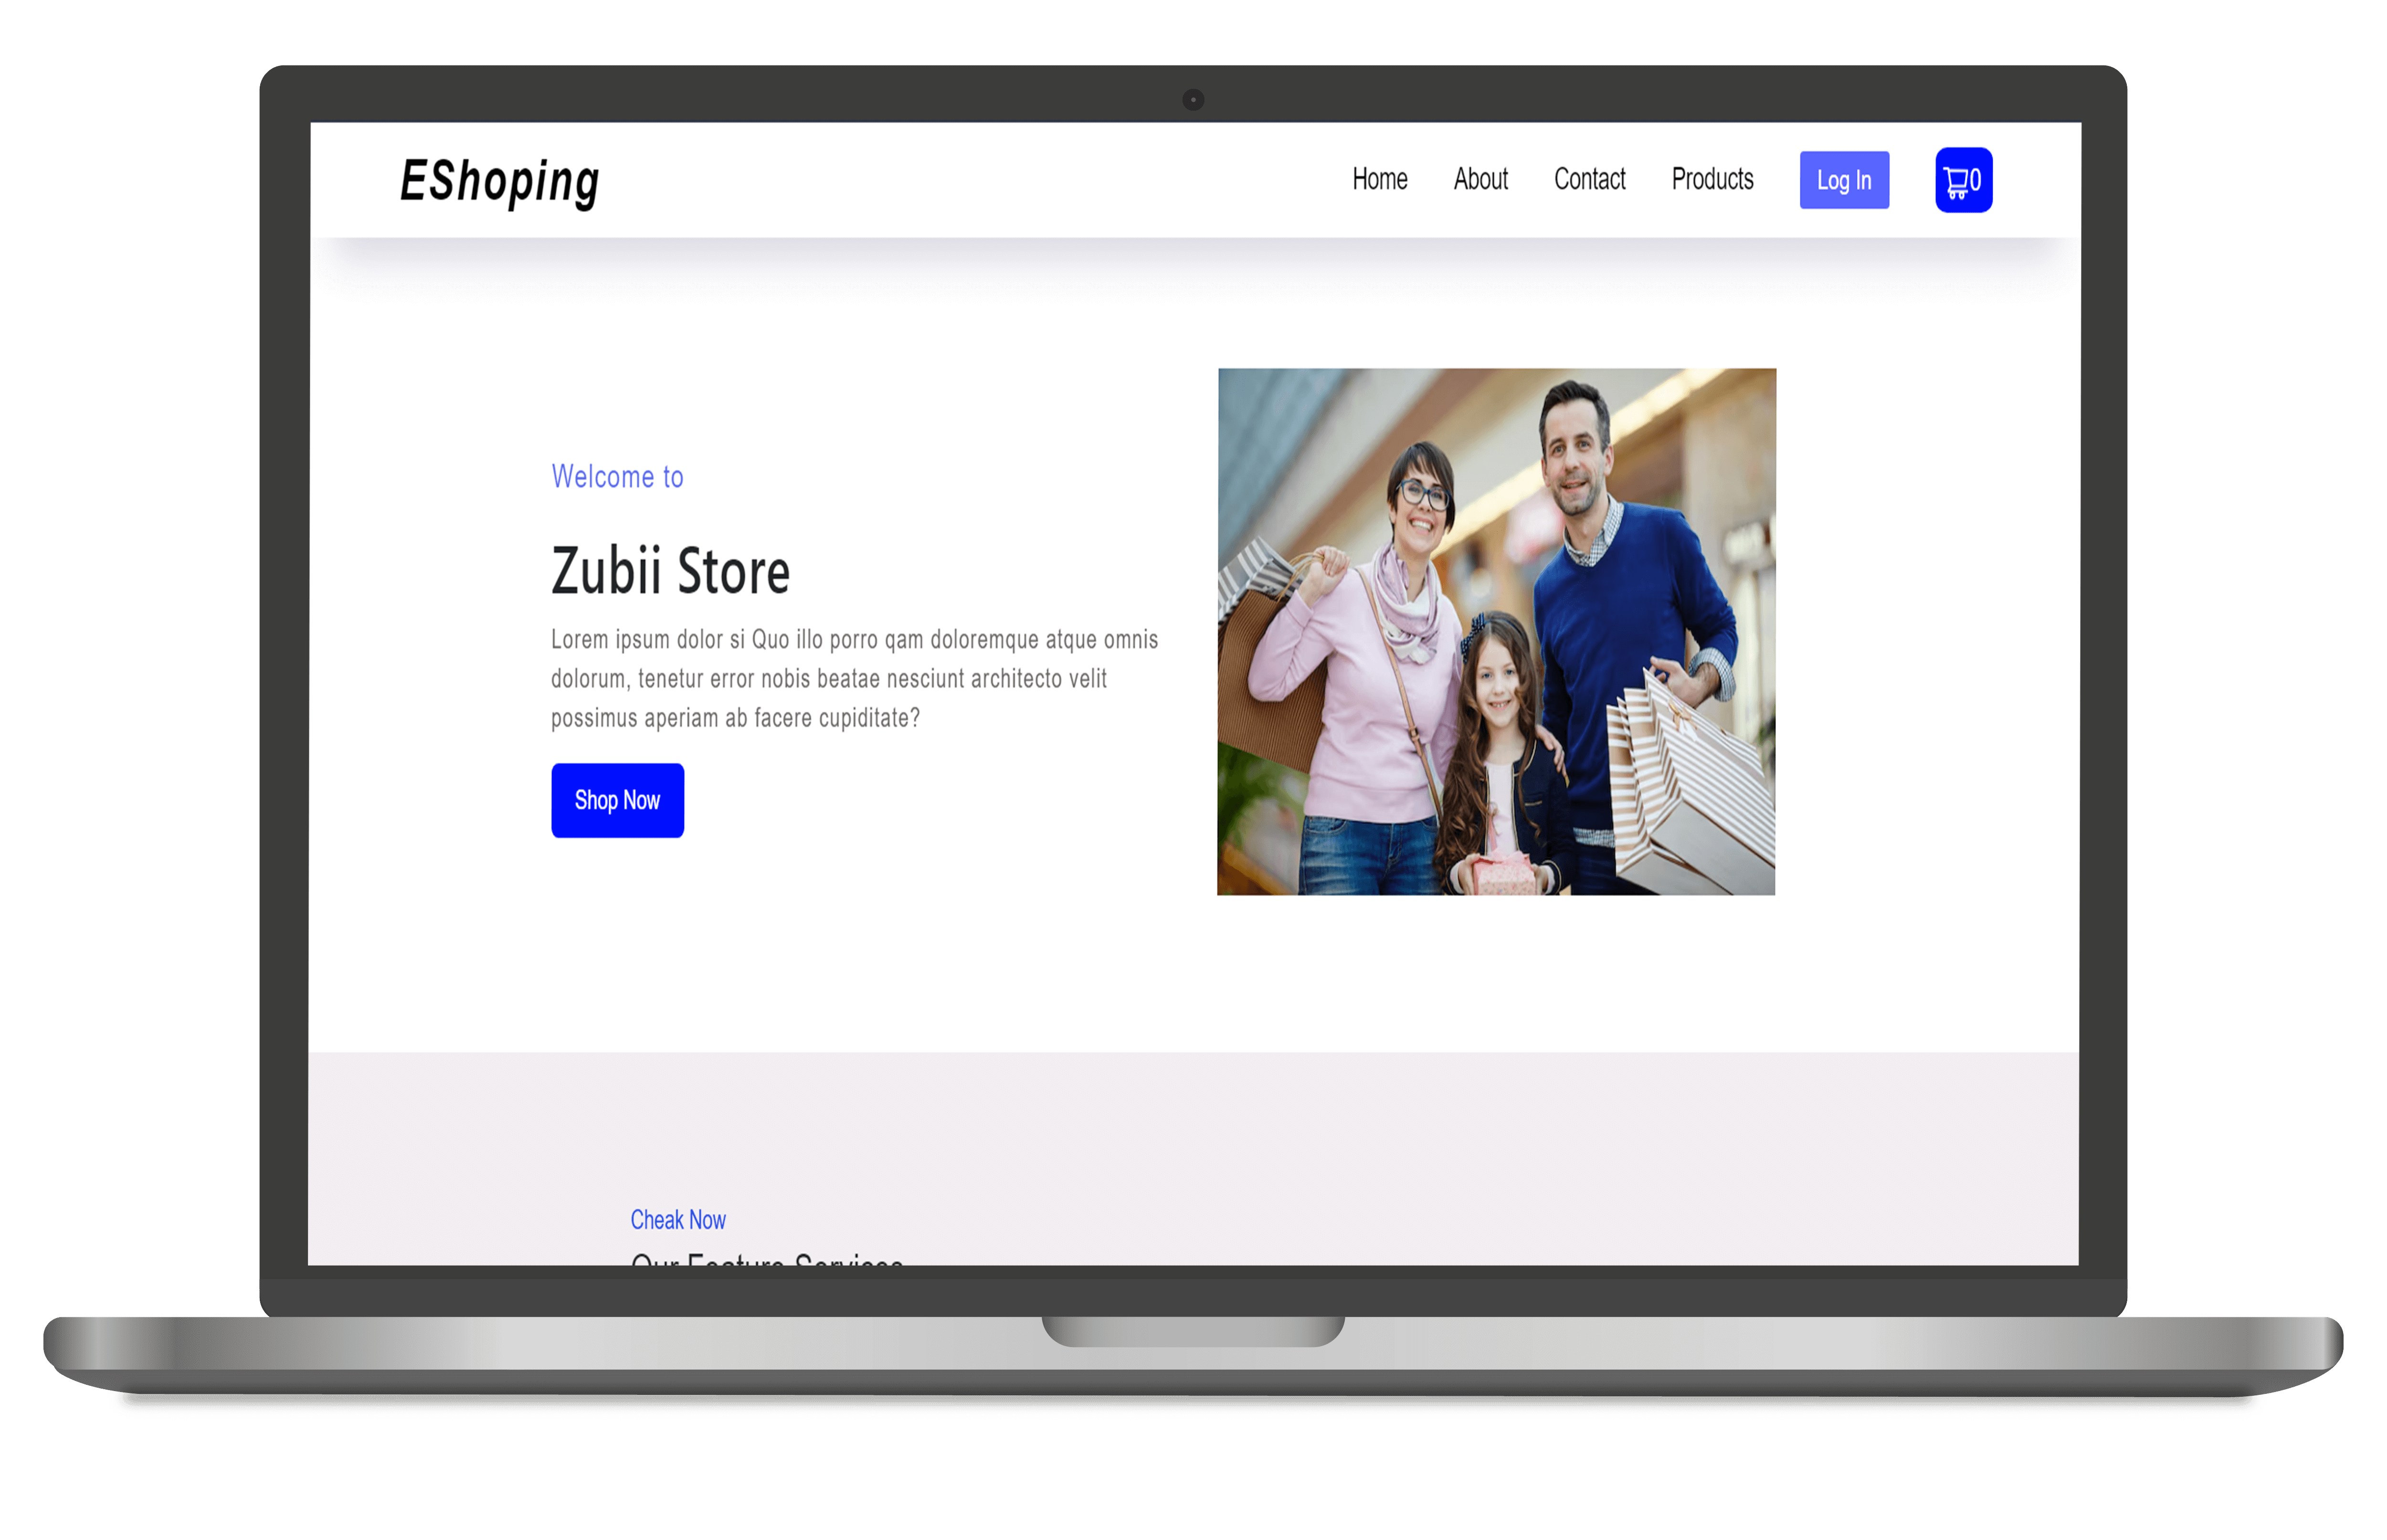 EShoping
Home About Contact Products Log In 0
Welcome to
Zubii Store
Lorem ipsum dolor si Quo illo porro qam doloremque atque omnis
dolorum, tenetur error nobis beatae nesciunt architecto velit
possimus aperiam ab facere cupiditate?
Shop Now
Cheak Now
Our Feature Services